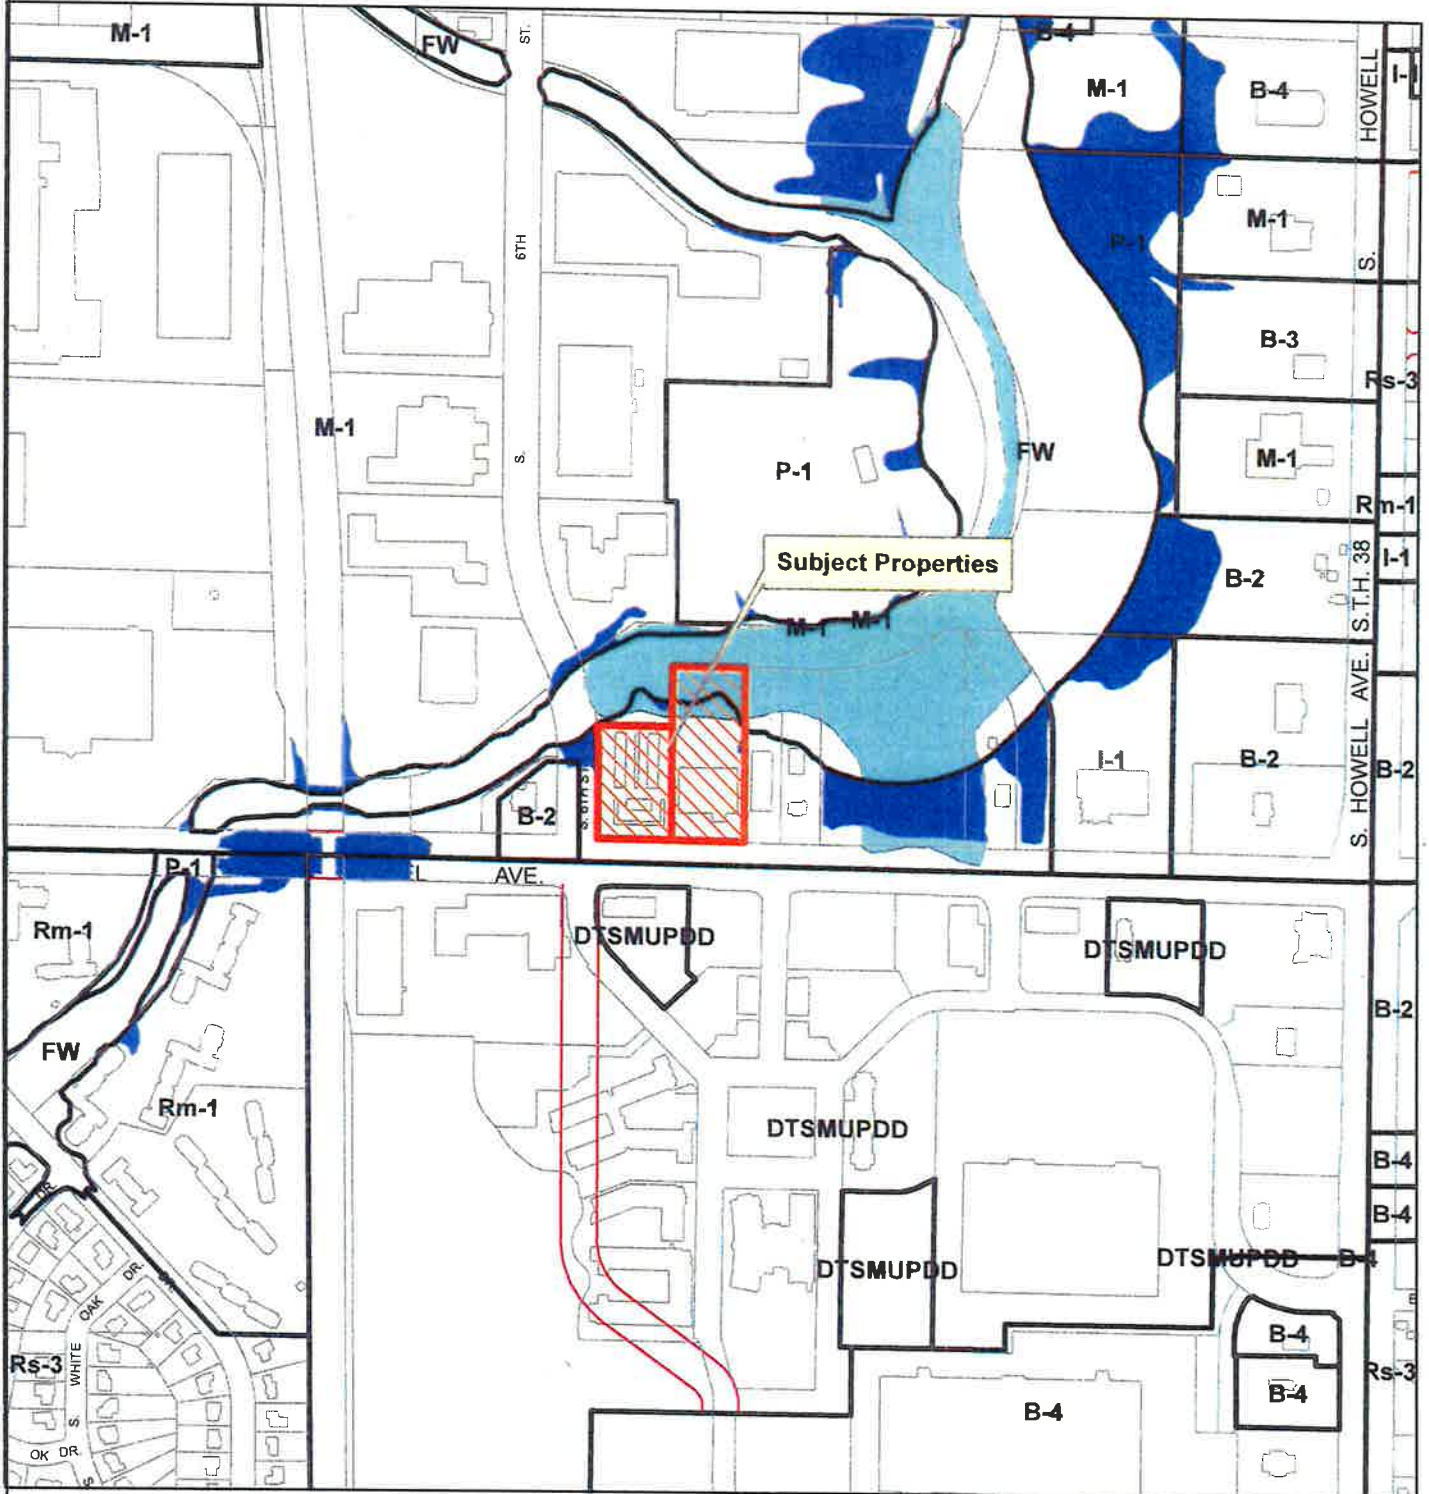 M-1
FW
ST.
B-4
M-1
B-4
HOWELL
M-1
P-1
S.
6TH
B-3
Rs-3
M-1
S.
P-1
FW
M-1
Rm-1
Subject Properties
B-2
S.T.H. 38
I-1
M-1
M-1
I-1
B-2
B-2
S. HOWELL AVE.
B-2
S. 6TH ST
P-1
AVE.
Rm-1
DTSMUPDD
DTSMUPDD
B-2
FW
Rm-1
DTSMUPDD
B-4
DR.
B-4
DTSMUPDD
DTSMUPDD
B-4
DR.
OAK
B-4
Rs-3
WHITE
S.
Rs-3
B-4
B-4
OK DR.
S